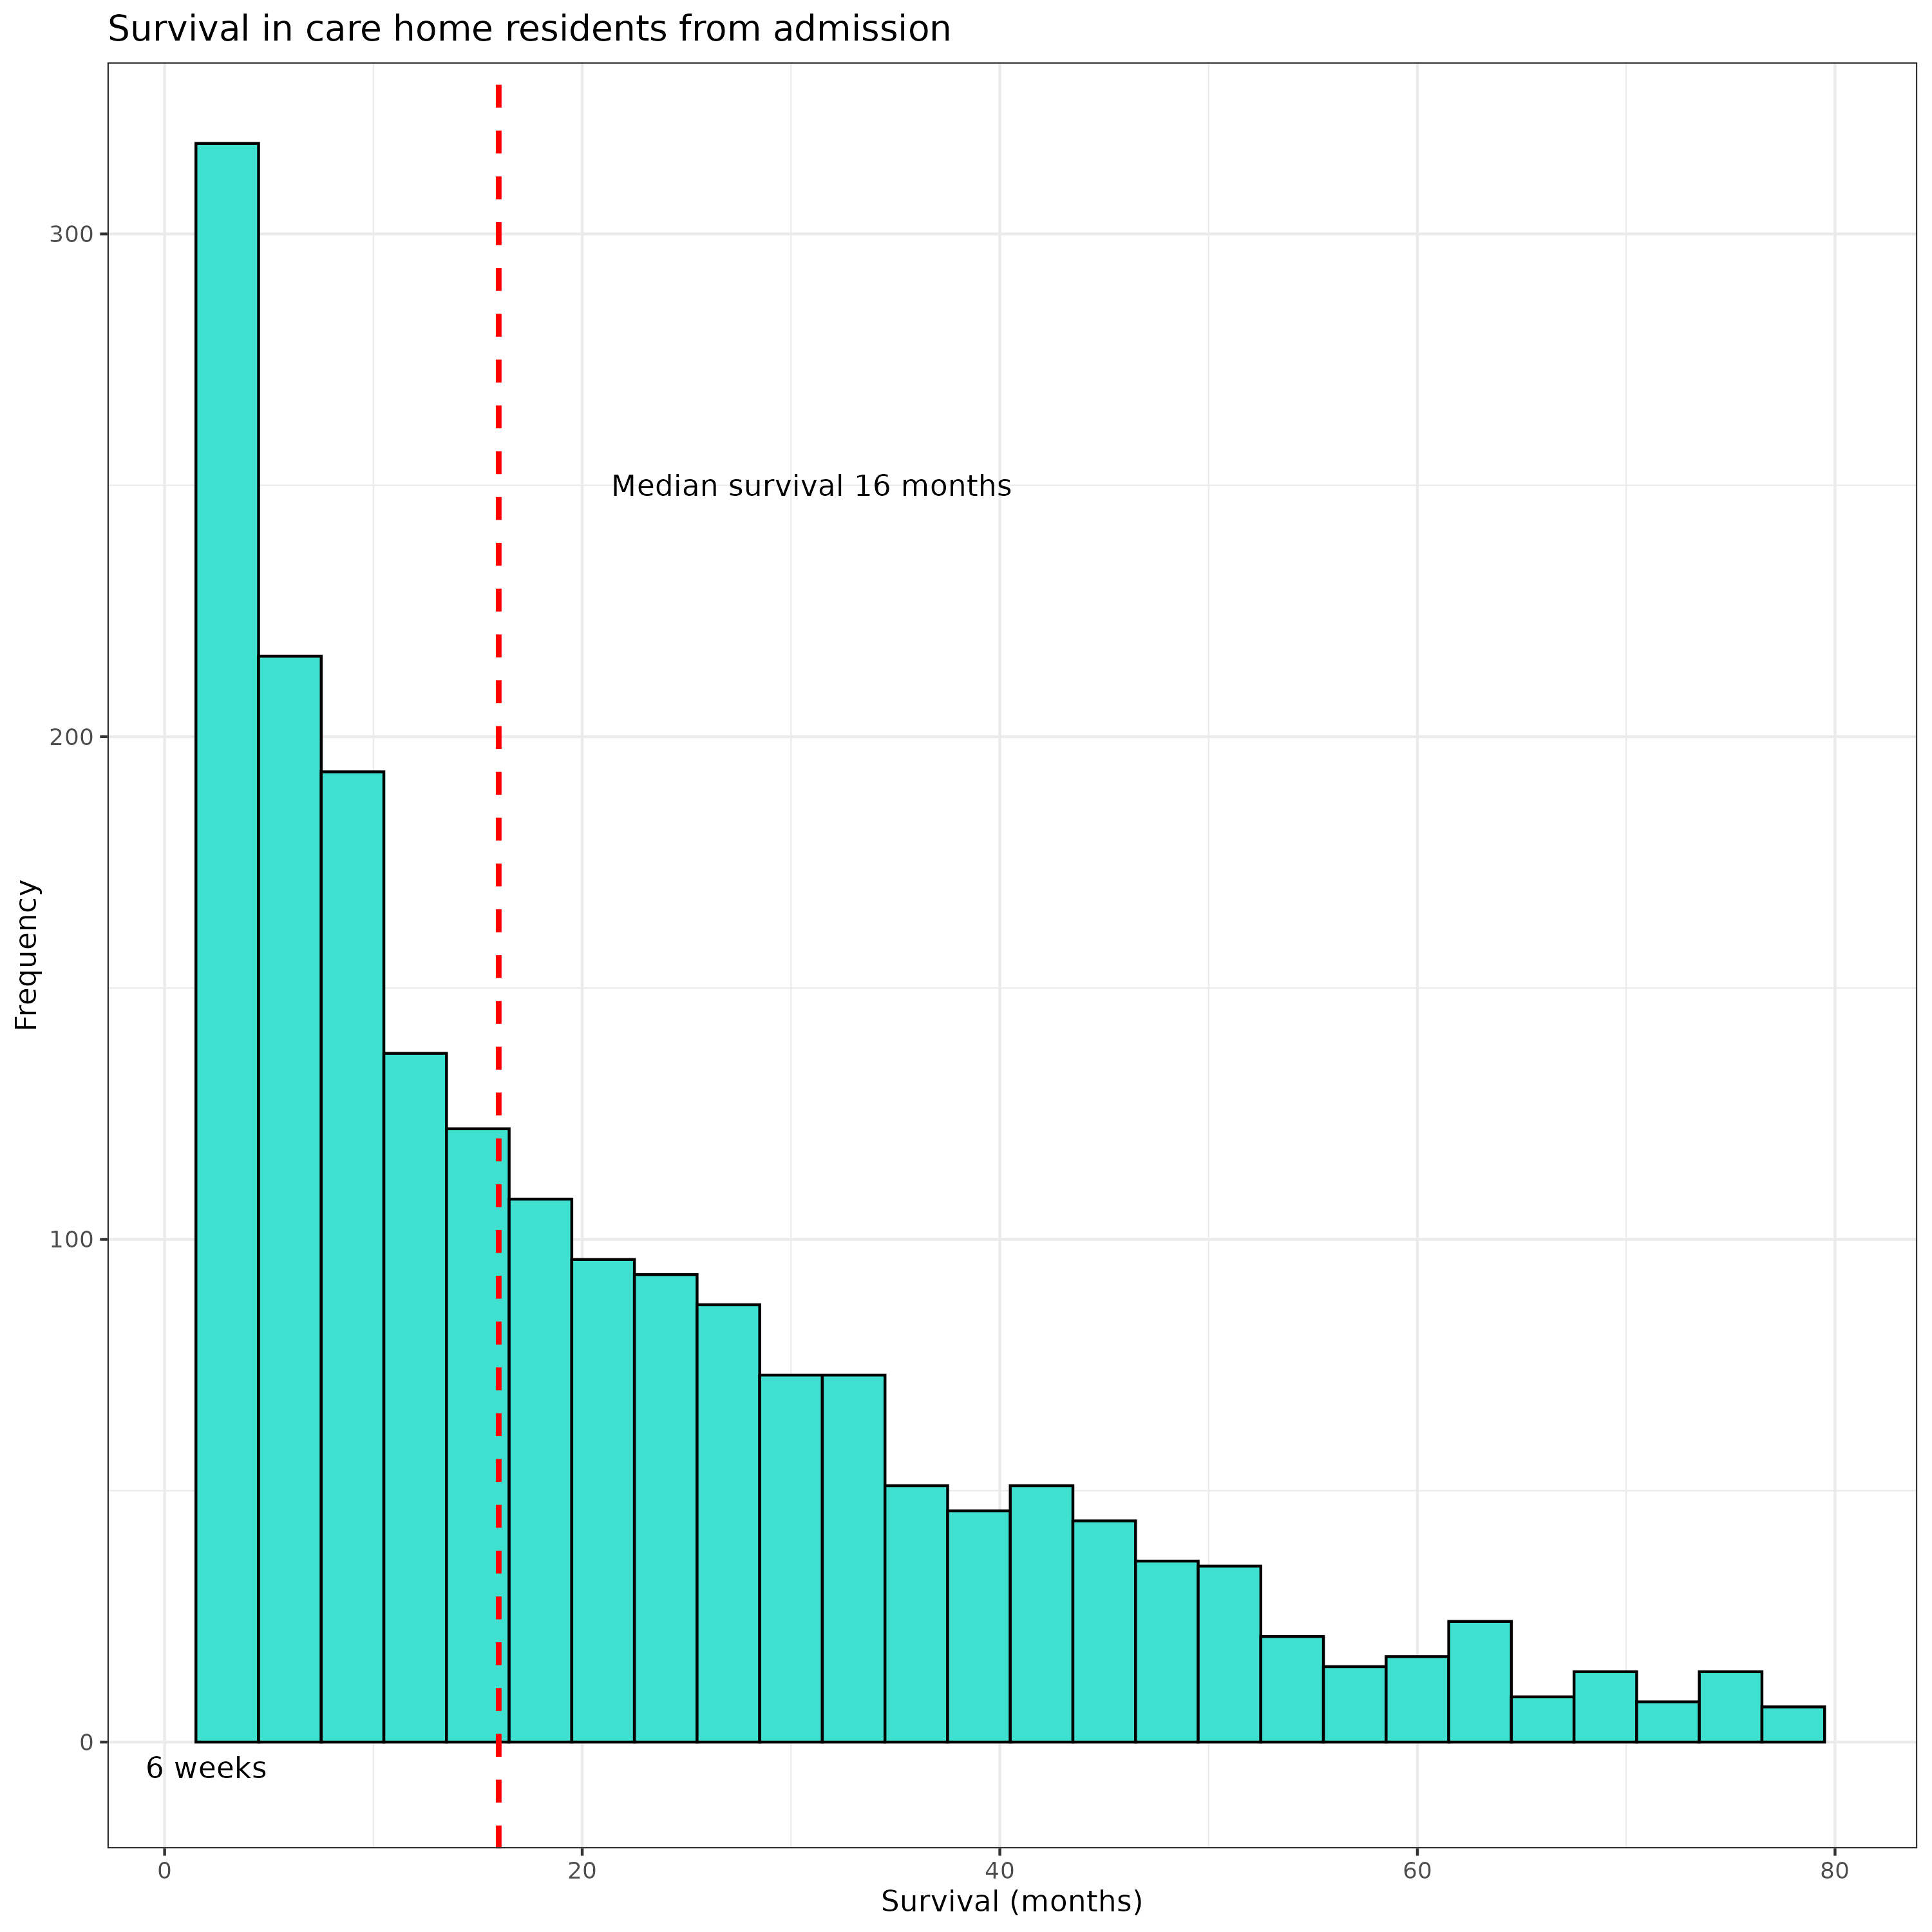 Survival in care home residents from admission
300
Median survival 16 months
200
Frequency
100
0
6 weeks
0 20 40 60 80
Survival (months)